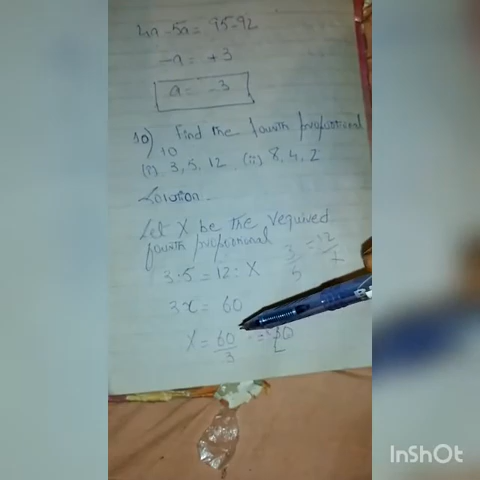 4a - 5a = 95 - 92
-a = +3
a = -3
10) Find the fourth proportional
to
(i) 3, 5, 12 (ii) 8, 4, 2
Solution
Let X be the required
fourth proportional
3/5 = 12/x
3 : 5 = 12 : X
3x = 60
X = 60/3
InShOt